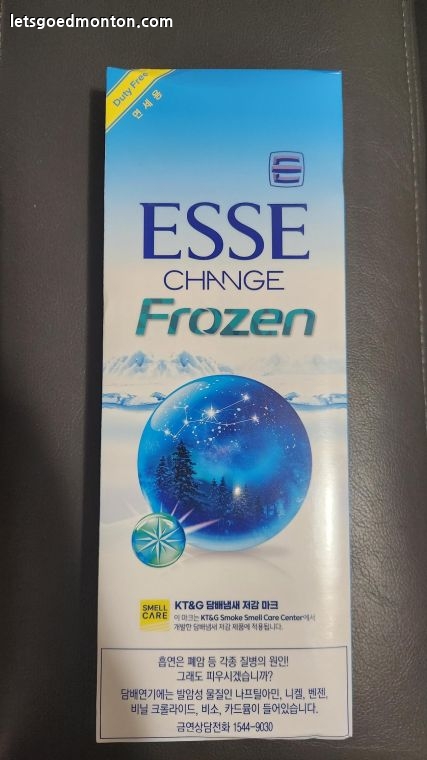 letsgoedmonton.com
Duty Free
면세용
ESSE
CHANGE
Frozen
SMELL
CARE
KT&G 담배냄새 저감 마크
이 마크는 KT&G Smoke Smell Care Center에서
개발한 담배냄새 저감 제품에 적용됩니다.
흡연은 폐암 등 각종 질병의 원인!
그래도 피우시겠습니까?
담배연기에는 발암성 물질인 나프틸아민, 니켈, 벤젠,
비닐 크롤라이드, 비소, 카드뮴이 들어있습니다.
금연상담전화 1544-9030